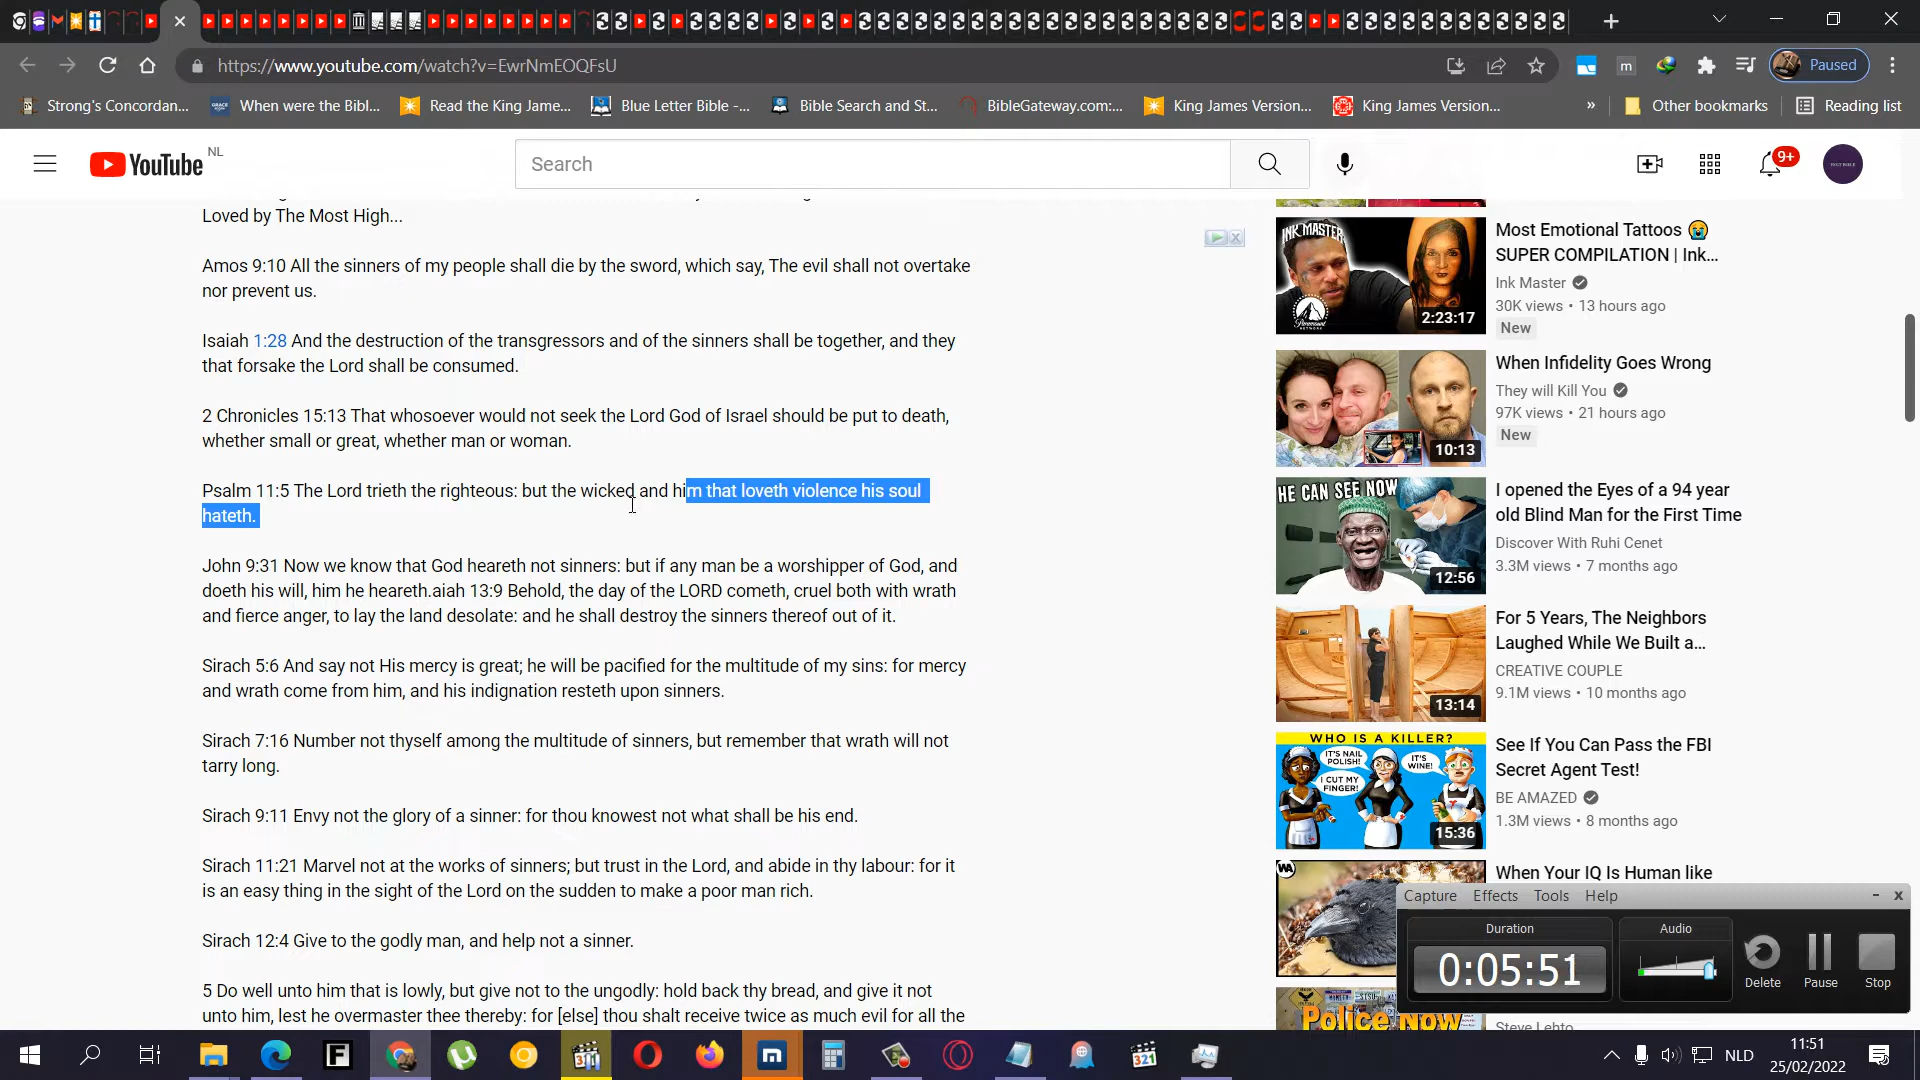 https://www.youtube.com/watch?v=EwrNmEOQFsU
Paused
Strong's Concordan...
When were the Bibl...
Read the King Jame...
Blue Letter Bible -...
Bible Search and St...
BibleGateway.com:...
King James Version...
King James Version...
»
Other bookmarks
Reading list
YouTube NL
Search
9+
Loved by The Most High...
Amos 9:10 All the sinners of my people shall die by the sword, which say, The evil shall not overtake
nor prevent us.
Isaiah 1:28 And the destruction of the transgressors and of the sinners shall be together, and they
that forsake the Lord shall be consumed.
2 Chronicles 15:13 That whosoever would not seek the Lord God of Israel should be put to death,
whether small or great, whether man or woman.
Psalm 11:5 The Lord trieth the righteous: but the wicked and him that loveth violence his soul
hateth.
John 9:31 Now we know that God heareth not sinners: but if any man be a worshipper of God, and
doeth his will, him he heareth.aiah 13:9 Behold, the day of the LORD cometh, cruel both with wrath
and fierce anger, to lay the land desolate: and he shall destroy the sinners thereof out of it.
Sirach 5:6 And say not His mercy is great; he will be pacified for the multitude of my sins: for mercy
and wrath come from him, and his indignation resteth upon sinners.
Sirach 7:16 Number not thyself among the multitude of sinners, but remember that wrath will not
tarry long.
Sirach 9:11 Envy not the glory of a sinner: for thou knowest not what shall be his end.
Sirach 11:21 Marvel not at the works of sinners; but trust in the Lord, and abide in thy labour: for it
is an easy thing in the sight of the Lord on the sudden to make a poor man rich.
Sirach 12:4 Give to the godly man, and help not a sinner.
5 Do well unto him that is lowly, but give not to the ungodly: hold back thy bread, and give it not
unto him, lest he overmaster thee thereby: for [else] thou shalt receive twice as much evil for all the
INK MASTER
2:23:17
Most Emotional Tattoos 😭
SUPER COMPILATION | Ink...
Ink Master
30K views • 13 hours ago
New
10:13
When Infidelity Goes Wrong
They will Kill You
97K views • 21 hours ago
New
HE CAN SEE NOW
12:56
I opened the Eyes of a 94 year
old Blind Man for the First Time
Discover With Ruhi Cenet
3.3M views • 7 months ago
13:14
For 5 Years, The Neighbors
Laughed While We Built a...
CREATIVE COUPLE
9.1M views • 10 months ago
WHO IS A KILLER?
IT'S NAIL POLISH!
I CUT MY FINGER!
IT'S WINE!
15:36
See If You Can Pass the FBI
Secret Agent Test!
BE AMAZED
1.3M views • 8 months ago
WA
When Your IQ Is Human like
Police Now
Steve Lehto
Capture Effects Tools Help
Duration
0:05:51
Audio
Delete
Pause
Stop
NLD
11:51
25/02/2022